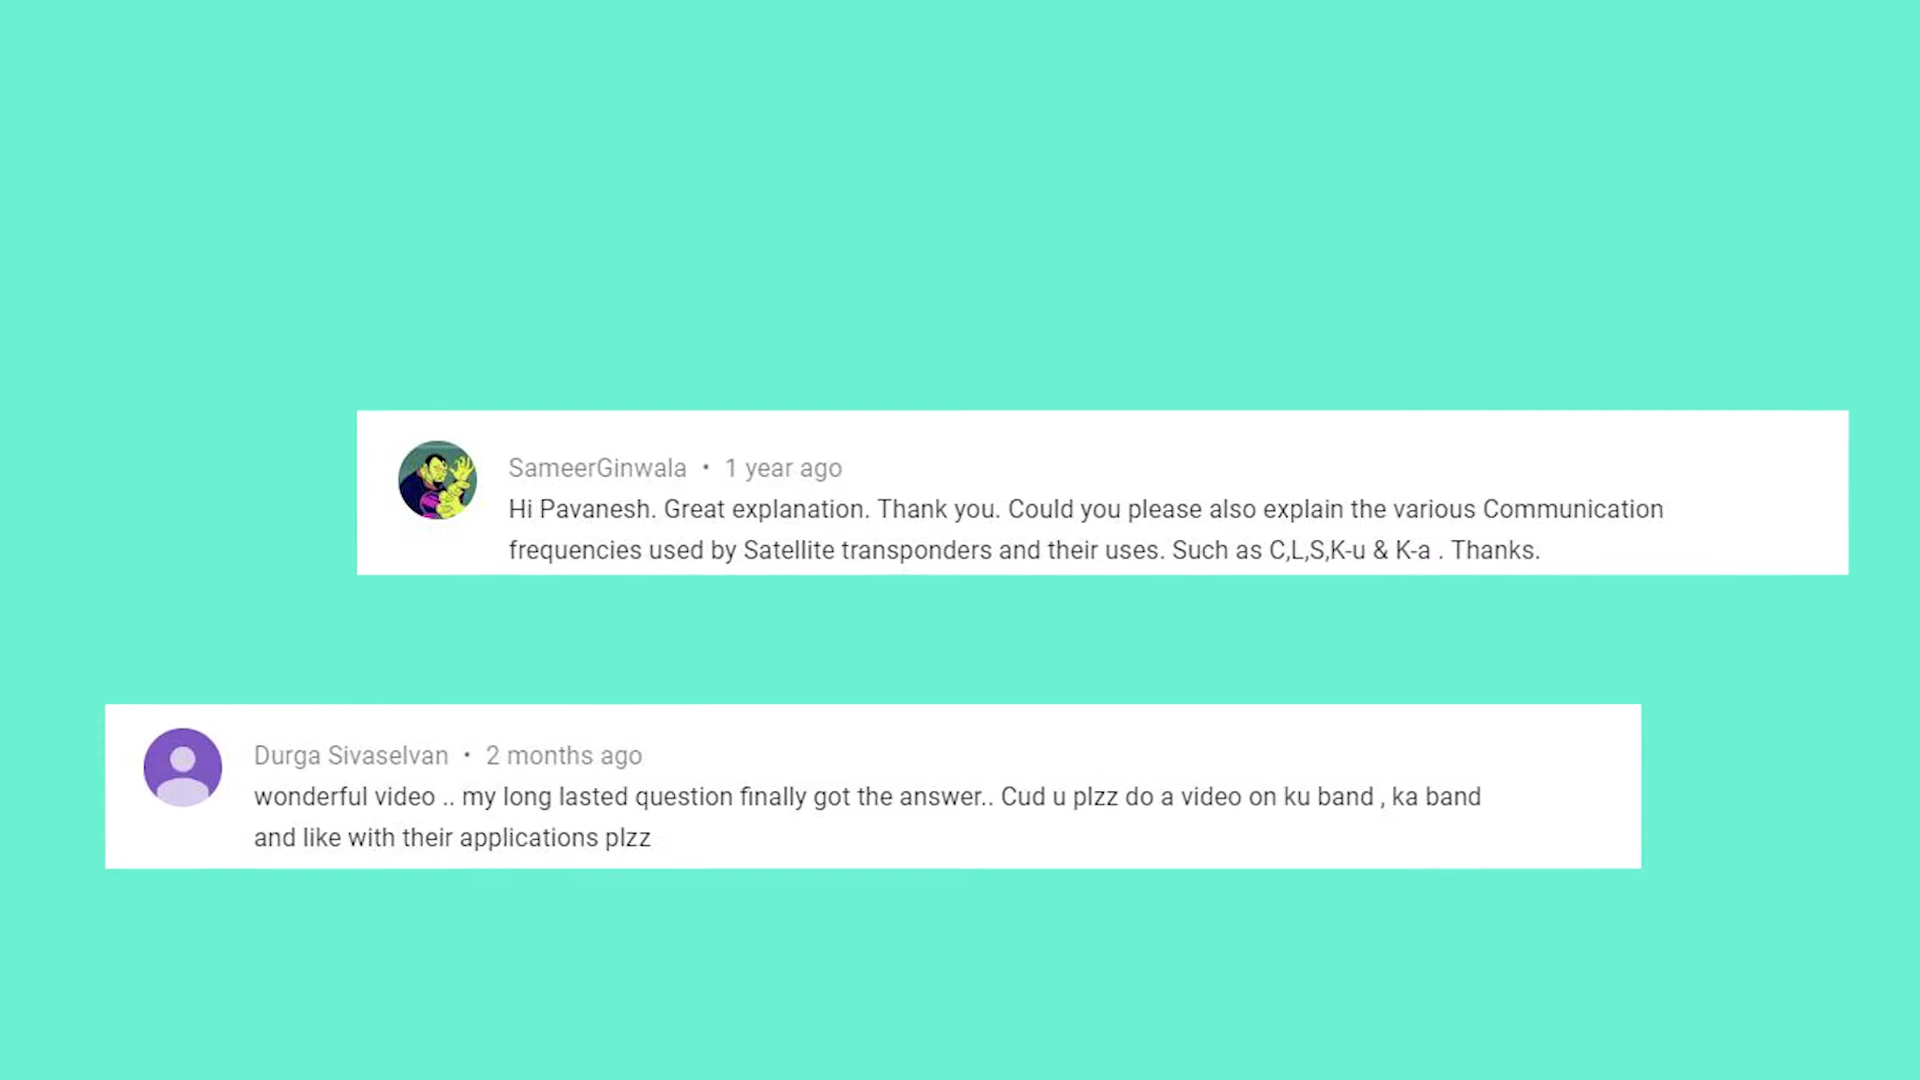 SameerGinwala • 1 year ago
Hi Pavanesh. Great explanation. Thank you. Could you please also explain the various Communication
frequencies used by Satellite transponders and their uses. Such as C,L,S,K-u & K-a . Thanks.
Durga Sivaselvan • 2 months ago
wonderful video .. my long lasted question finally got the answer.. Cud u plzz do a video on ku band , ka band
and like with their applications plzz